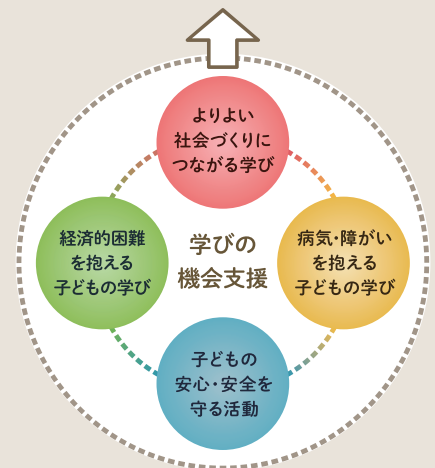 よりよい
社会づくりに
つながる学び
経済的困難
を抱える
子どもの学び
学びの
機会支援
病気・障がい
を抱える
子どもの学び
子どもの
安心・安全を
守る活動